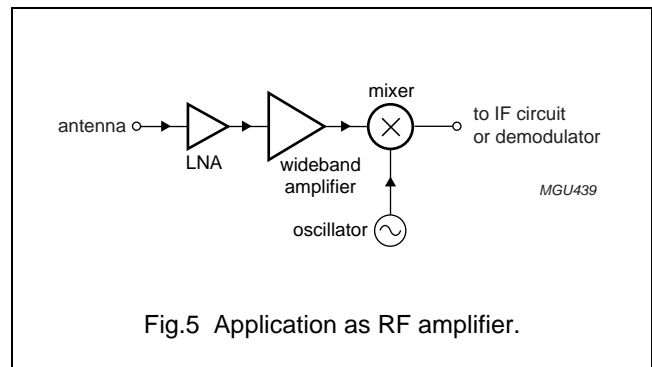 mixer
antenna
to IF circuit
or demodulator
LNA
wideband
amplifier
MGU439
oscillator
Fig.5 Application as RF amplifier.